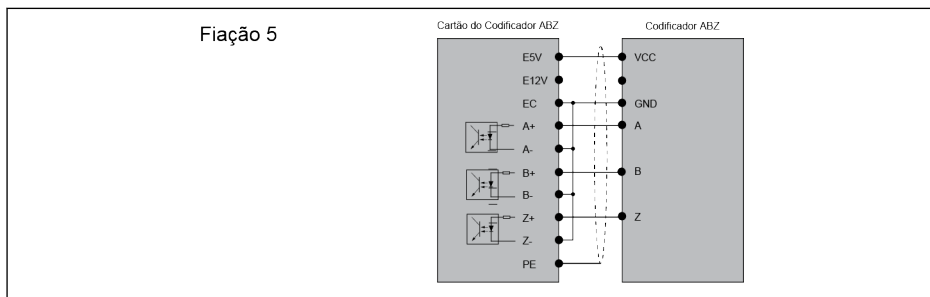 Fiação 5
Cartão do Codificador ABZ
Codificador ABZ
E5V
VCC
E12V
EC
GND
A+
A
A-
B+
B
B-
Z+
Z
Z-
PE